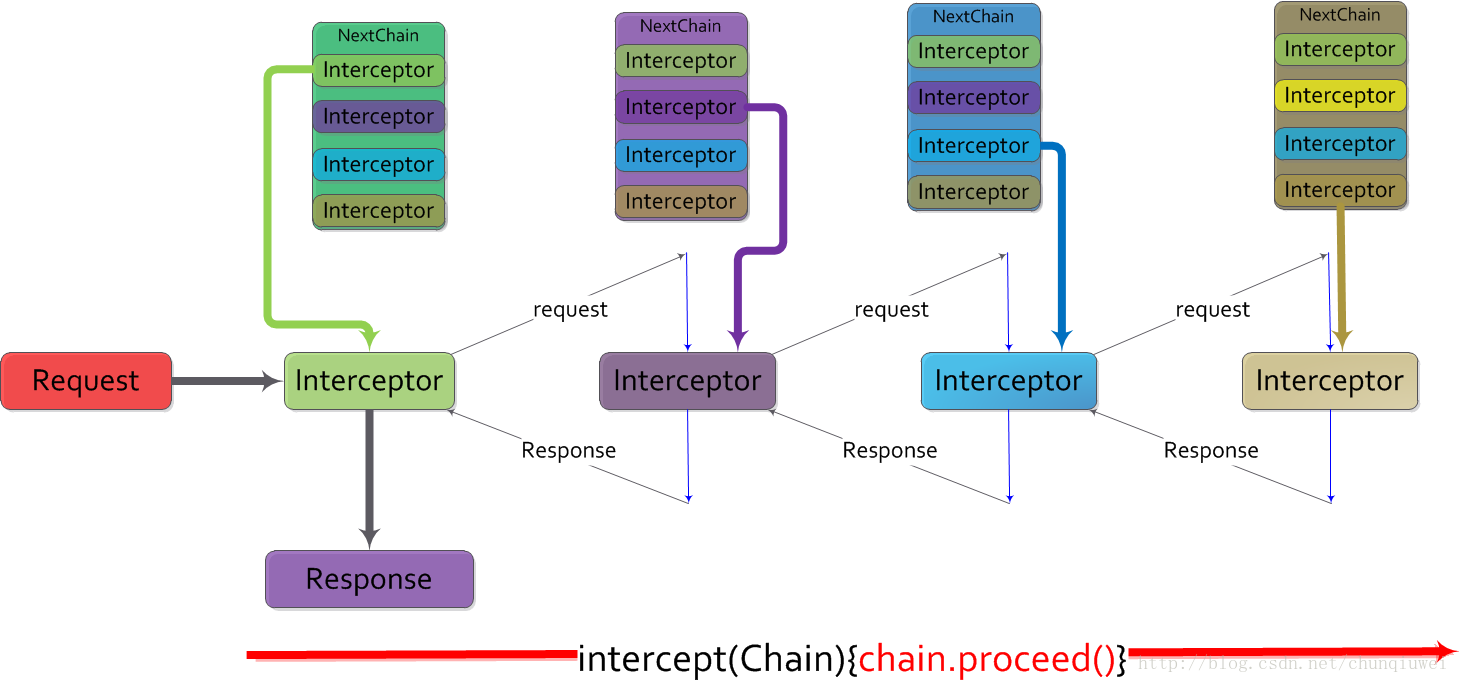 NextChain
Interceptor
Interceptor
Interceptor
Interceptor
NextChain
Interceptor
Interceptor
Interceptor
Interceptor
NextChain
Interceptor
Interceptor
Interceptor
Interceptor
NextChain
Interceptor
Interceptor
Interceptor
Interceptor
request
request
request
Request
Interceptor
Interceptor
Interceptor
Interceptor
Response
Response
Response
Response
intercept(Chain){chain.proceed()}
http://blog.csdn.net/chunqiuwei